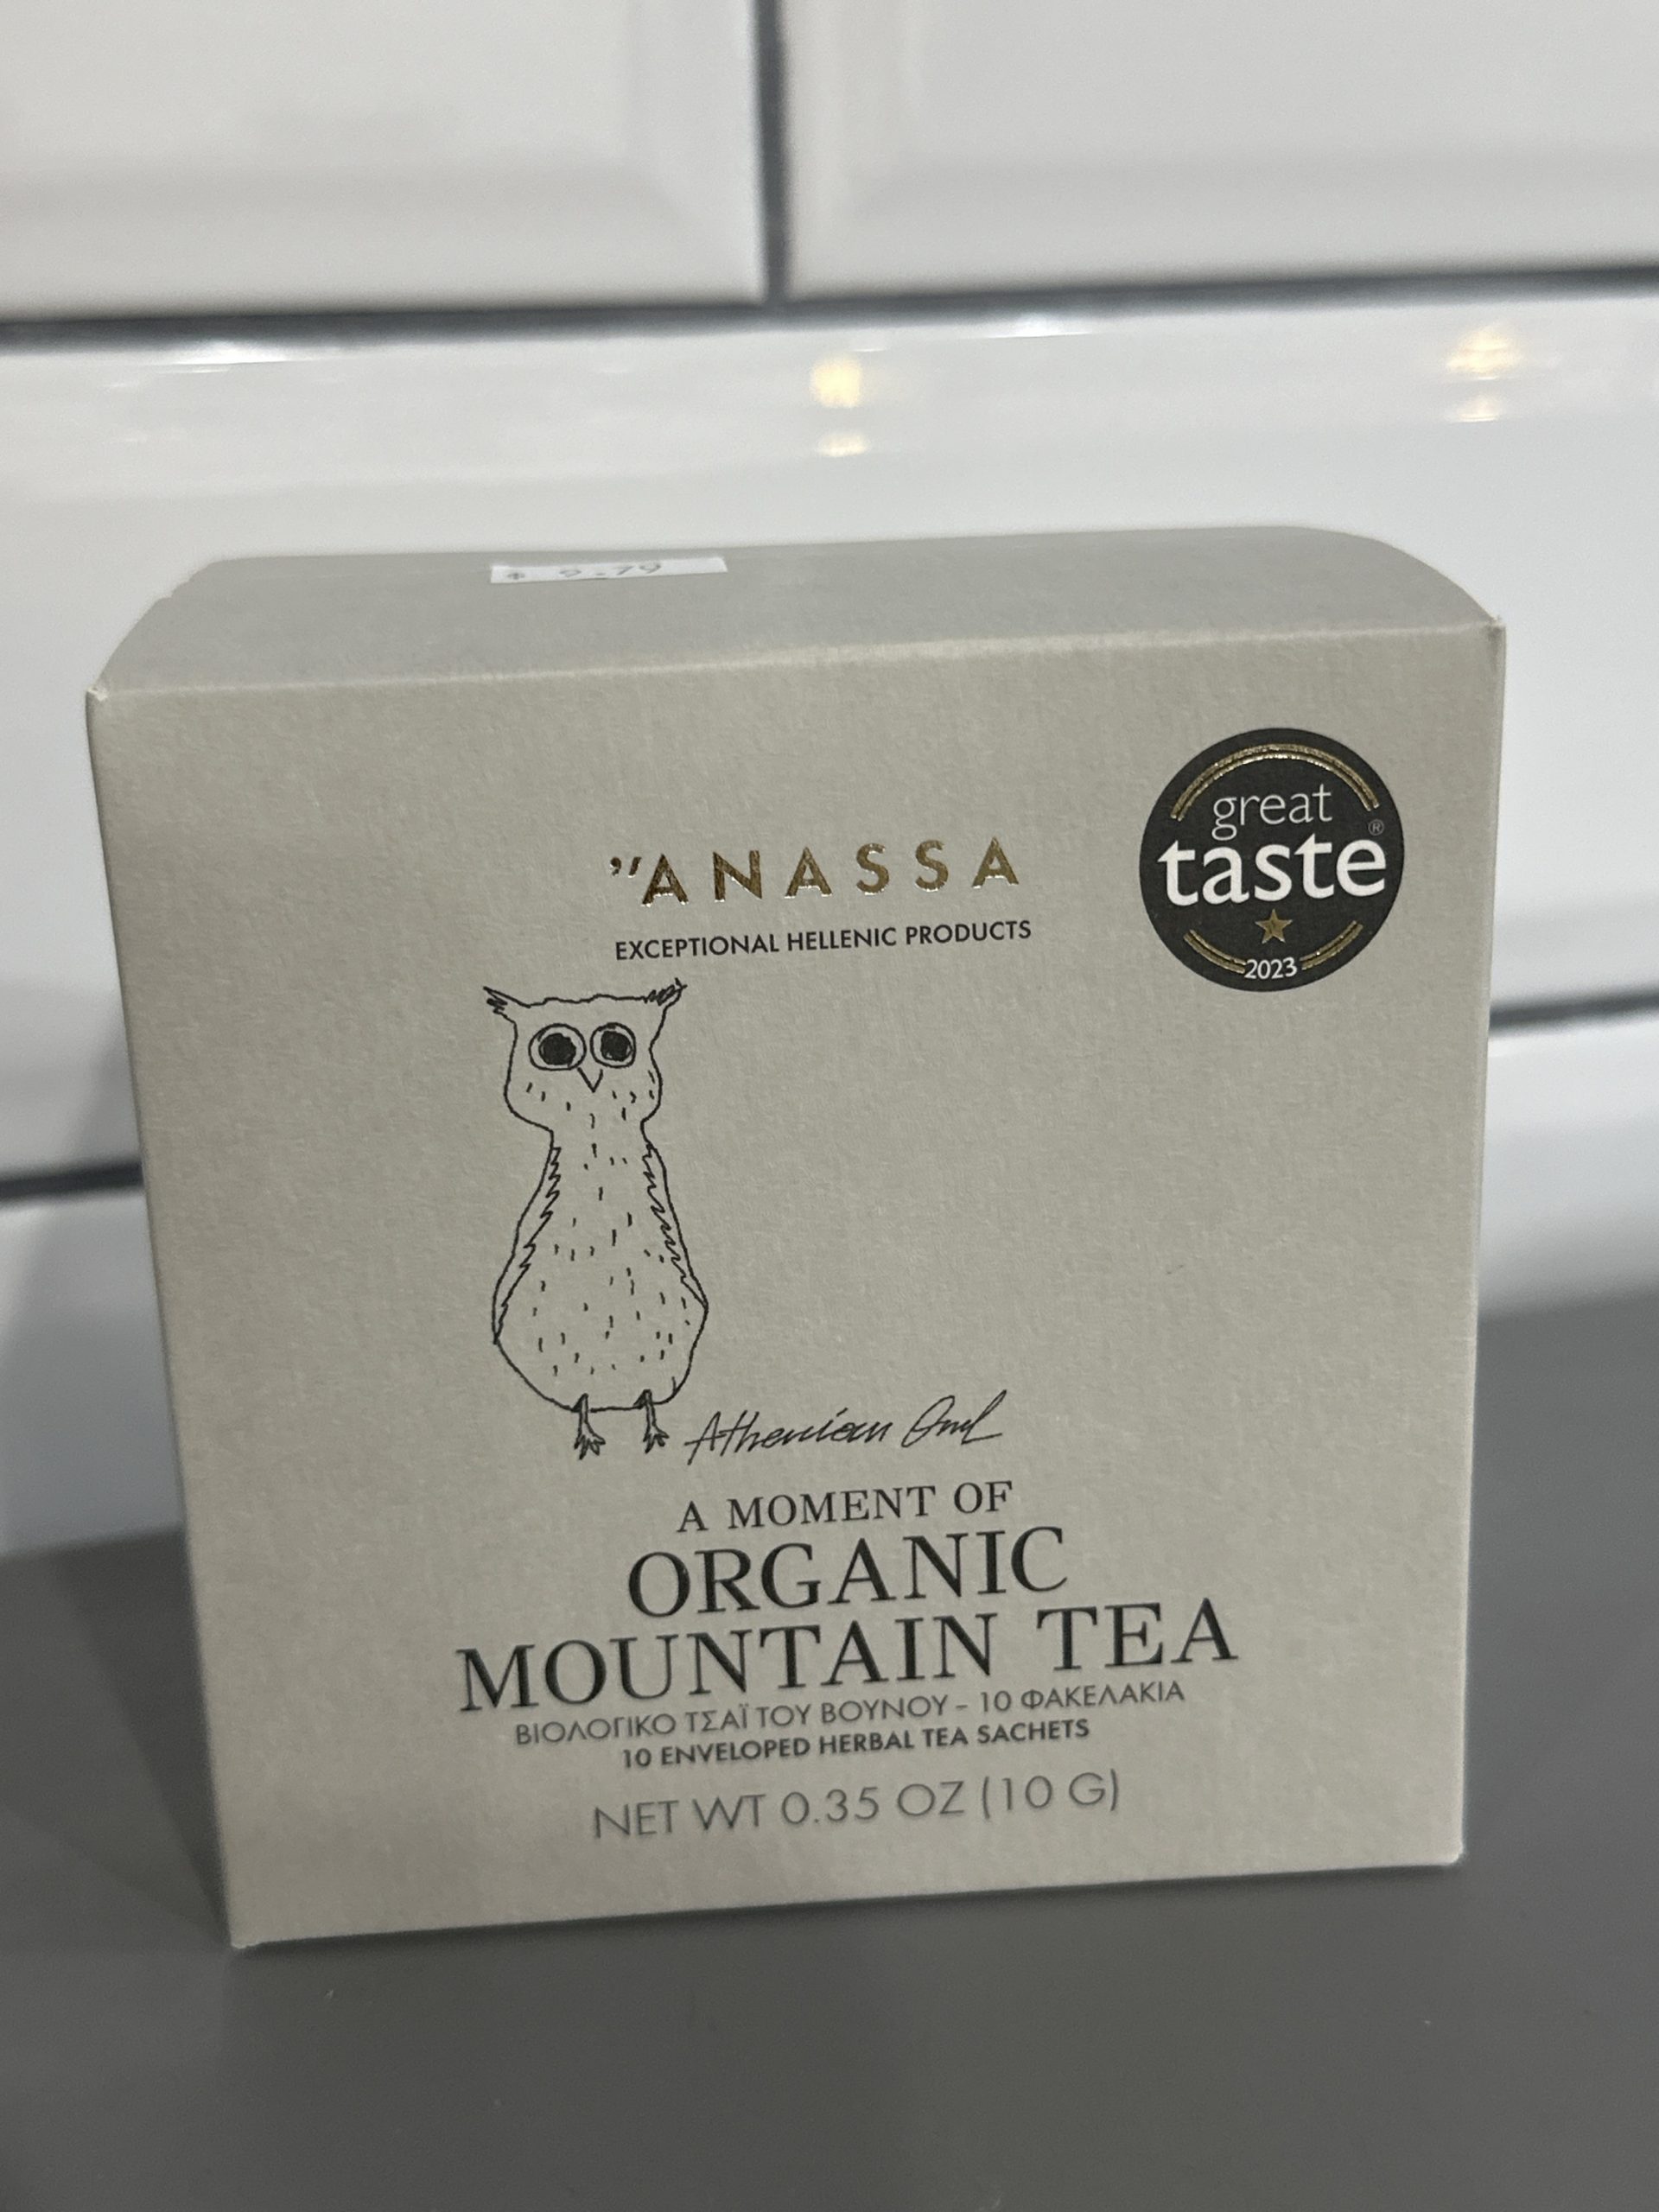 "ANASSA
EXCEPTIONAL HELLENIC PRODUCTS
great
taste®
2023
Athenian Owl
A MOMENT OF
ORGANIC
MOUNTAIN TEA
ΒΙΟΛΟΓΙΚΟ ΤΣΑΪ ΤΟΥ ΒΟΥΝΟΥ – 10 ΦΑΚΕΛΑΚΙΑ
10 ENVELOPED HERBAL TEA SACHETS
NET WT 0.35 OZ (10 G)